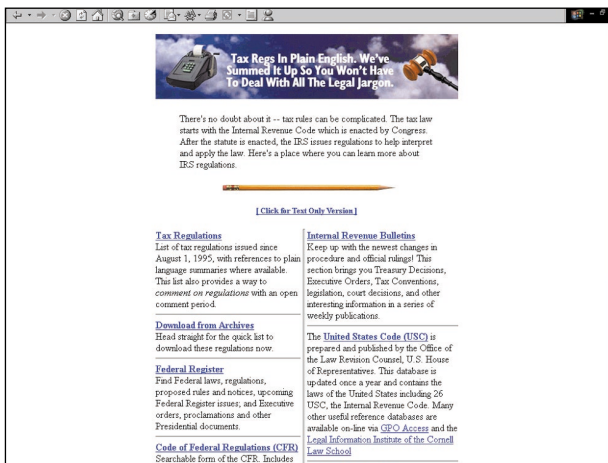 Tax Regs In Plain English. We've
Summed It Up So You Won't Have
To Deal With All The Legal Jargon.
There's no doubt about it -- tax rules can be complicated. The tax law
starts with the Internal Revenue Code which is enacted by Congress.
After the statute is enacted, the IRS issues regulations to help interpret
and apply the law. Here's a place where you can learn more about
IRS regulations.
[ Click for Text Only Version ]
Tax Regulations
List of tax regulations issued since
August 1, 1995, with references to plain
language summaries where available.
This list also provides a way to
comment on regulations with an open
comment period.
Download from Archives
Head straight for the quick list to
download these regulations now.
Federal Register
Find Federal laws, regulations,
proposed rules and notices, upcoming
Federal Register issues; and Executive
orders, proclamations and other
Presidential documents.
Code of Federal Regulations (CFR)
Searchable form of the CFR. Includes
Internal Revenue Bulletins
Keep up with the newest changes in
procedure and official rulings! This
section brings you Treasury Decisions,
Executive Orders, Tax Conventions,
legislation, court decisions, and other
interesting information in a series of
weekly publications.
The United States Code (USC) is
prepared and published by the Office of
the Law Revision Counsel, U.S. House
of Representatives. This database is
updated once a year and contains the
laws of the United States including 26
USC, the Internal Revenue Code. Many
other useful reference databases are
available on-line via GPO Access and the
Legal Information Institute of the Cornell
Law School